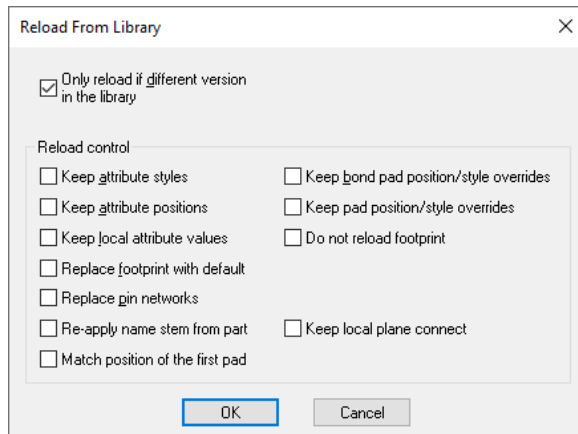 Reload From Library
Only reload if different version
in the library
Reload control
Keep attribute styles
Keep bond pad position/style overrides
Keep attribute positions
Keep pad position/style overrides
Keep local attribute values
Do not reload footprint
Replace footprint with default
Replace pin networks
Re-apply name stem from part
Keep local plane connect
Match position of the first pad
OK
Cancel